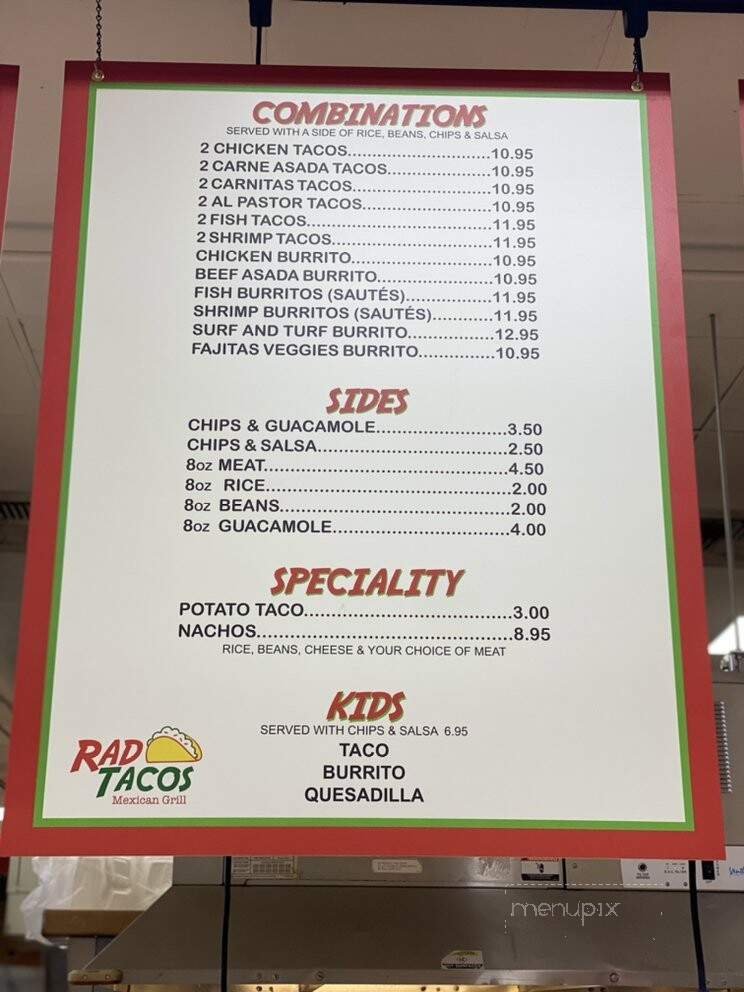 COMBINATIONS
SERVED WITH A SIDE OF RICE, BEANS, CHIPS & SALSA
2 CHICKEN TACOS.............................10.95
2 CARNE ASADA TACOS.....................10.95
2 CARNITAS TACOS............................10.95
2 AL PASTOR TACOS..........................10.95
2 FISH TACOS.....................................11.95
2 SHRIMP TACOS................................11.95
CHICKEN BURRITO............................10.95
BEEF ASADA BURRITO.......................10.95
FISH BURRITOS (SAUTÉS)..................11.95
SHRIMP BURRITOS (SAUTÉS).............11.95
SURF AND TURF BURRITO..................12.95
FAJITAS VEGGIES BURRITO................10.95
SIDES
CHIPS & GUACAMOLE..........................3.50
CHIPS & SALSA......................................2.50
8oz MEAT................................................4.50
8oz RICE................................................2.00
8oz BEANS.............................................2.00
8oz GUACAMOLE...................................4.00
SPECIALITY
POTATO TACO.........................................3.00
NACHOS..................................................8.95
RICE, BEANS, CHEESE & YOUR CHOICE OF MEAT
KIDS
SERVED WITH CHIPS & SALSA 6.95
TACO
BURRITO
QUESADILLA
RAD
TACOS
Mexican Grill
menupix